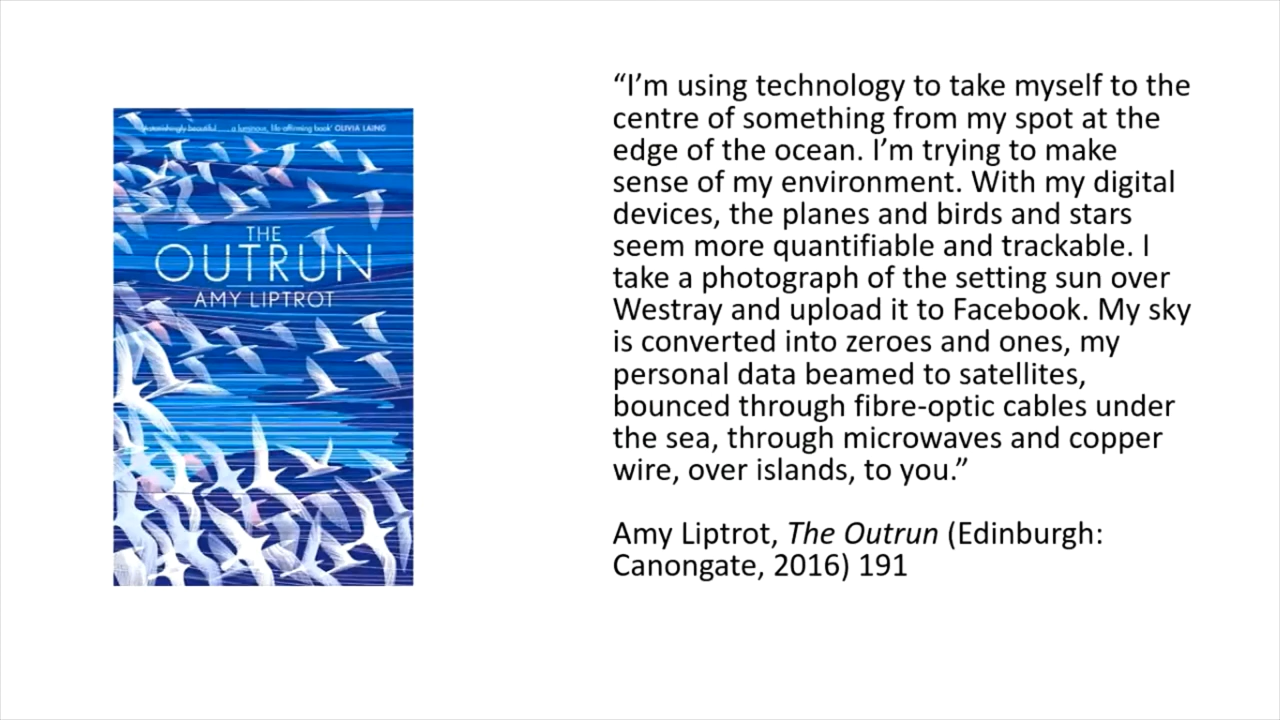 ‘Astonishingly beautiful . . . a luminous, life-affirming book’ OLIVIA LAING
THE
OUTRUN
AMY LIPTROT
“I’m using technology to take myself to the
centre of something from my spot at the
edge of the ocean. I’m trying to make
sense of my environment. With my digital
devices, the planes and birds and stars
seem more quantifiable and trackable. I
take a photograph of the setting sun over
Westray and upload it to Facebook. My sky
is converted into zeroes and ones, my
personal data beamed to satellites,
bounced through fibre-optic cables under
the sea, through microwaves and copper
wire, over islands, to you.”
Amy Liptrot, The Outrun (Edinburgh:
Canongate, 2016) 191